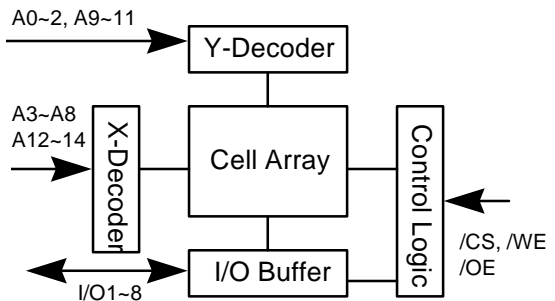 A0~2, A9~11
Y-Decoder
A3~A8
A12~14
X-Decoder
Cell Array
Control Logic
/CS, /WE
/OE
I/O Buffer
I/O1~8